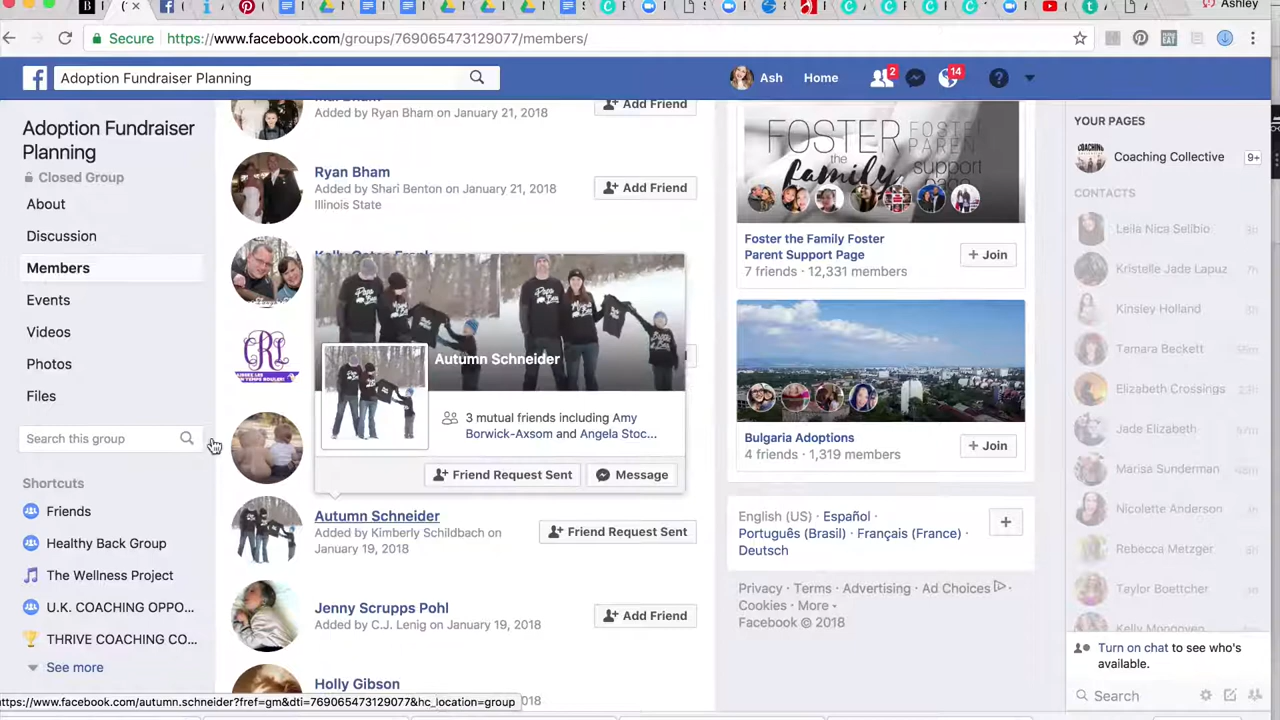 Ashley
Secure https://www.facebook.com/groups/769065473129077/members/
Adoption Fundraiser Planning
Ash Home 2 14
Adoption Fundraiser
Planning
Closed Group
About
Discussion
Members
Events
Videos
Photos
Files
Search this group
Shortcuts
Friends
Healthy Back Group
The Wellness Project
U.K. COACHING OPPO...
THRIVE COACHING CO...
See more
Added by Ryan Bham on January 21, 2018
Add Friend
Ryan Bham
Added by Shari Benton on January 21, 2018
Illinois State
Add Friend
CRL
Autumn Schneider
3 mutual friends including Amy
Borwick-Axsom and Angela Stoc...
Friend Request Sent
Message
Autumn Schneider
Added by Kimberly Schildbach on
January 19, 2018
Friend Request Sent
Jenny Scrupps Pohl
Added by C.J. Lenig on January 19, 2018
Add Friend
Holly Gibson
https://www.facebook.com/autumn.schneider?fref=gm&dti=769065473129077&hc_location=group
FOSTER
the
family
FOSTER
PARENT
support
page
Foster the Family Foster
Parent Support Page
7 friends · 12,331 members
Join
Bulgaria Adoptions
4 friends · 1,319 members
Join
English (US) · Español ·
Português (Brasil) · Français (France) ·
Deutsch
Privacy · Terms · Advertising · Ad Choices ·
Cookies · More
Facebook © 2018
YOUR PAGES
Coaching Collective 9+
CONTACTS
Leila Nica Selibio
Kristelle Jade Lapuz 7h
Kinsley Holland
Tamara Beckett
Elizabeth Crossings
Jade Elizabeth
Marisa Sunderman
Nicolette Anderson
Rebecca Metzger
Taylor Boettcher
Turn on chat to see who's
available.
Search